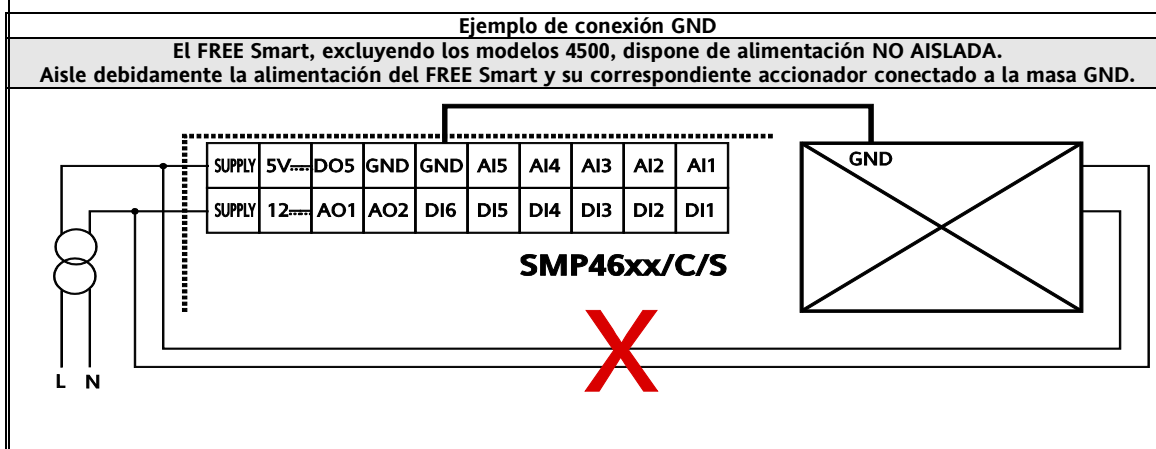 Ejemplo de conexión GND
El FREE Smart, excluyendo los modelos 4500, dispone de alimentación NO AISLADA.
Aisle debidamente la alimentación del FREE Smart y su correspondiente accionador conectado a la masa GND.
SUPPLY 5V DO5 GND GND AI5 AI4 AI3 AI2 AI1
GND
SUPPLY 12 AO1 AO2 DI6 DI5 DI4 DI3 DI2 DI1
SMP46xx/C/S
L N